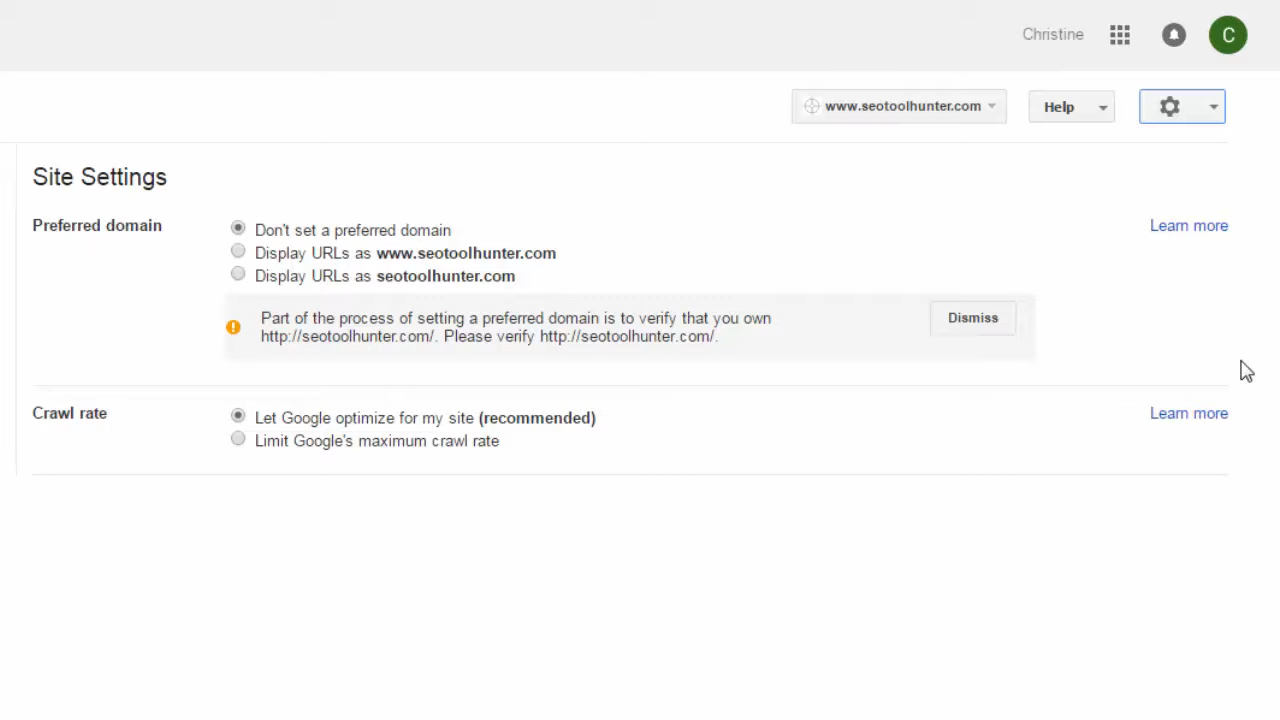 Christine
C
www.seotoolhunter.com
Help
Site Settings
Preferred domain
Don't set a preferred domain
Learn more
Display URLs as www.seotoolhunter.com
Display URLs as seotoolhunter.com
Part of the process of setting a preferred domain is to verify that you own
http://seotoolhunter.com/. Please verify http://seotoolhunter.com/.
Dismiss
Crawl rate
Let Google optimize for my site (recommended)
Learn more
Limit Google's maximum crawl rate